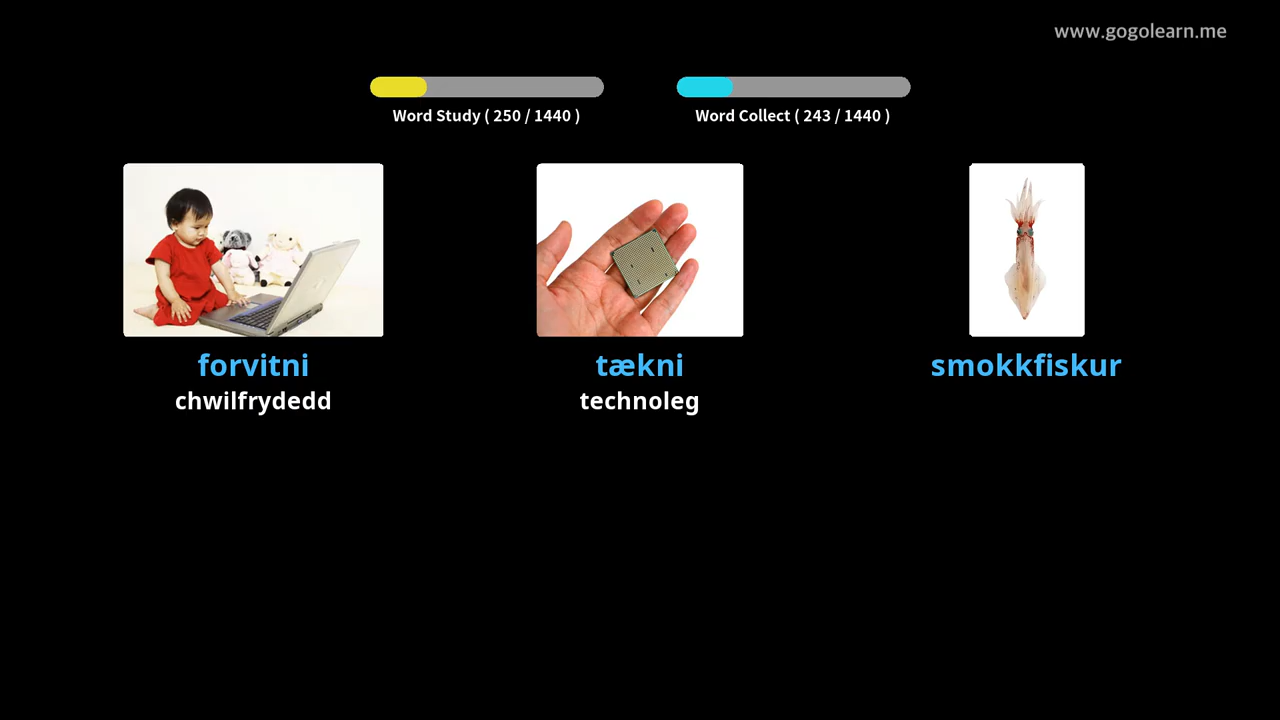 www.gogolearn.me
Word Study ( 250 / 1440 )
Word Collect ( 243 / 1440 )
forvitni
chwilfrydedd
tækni
technoleg
smokkfiskur